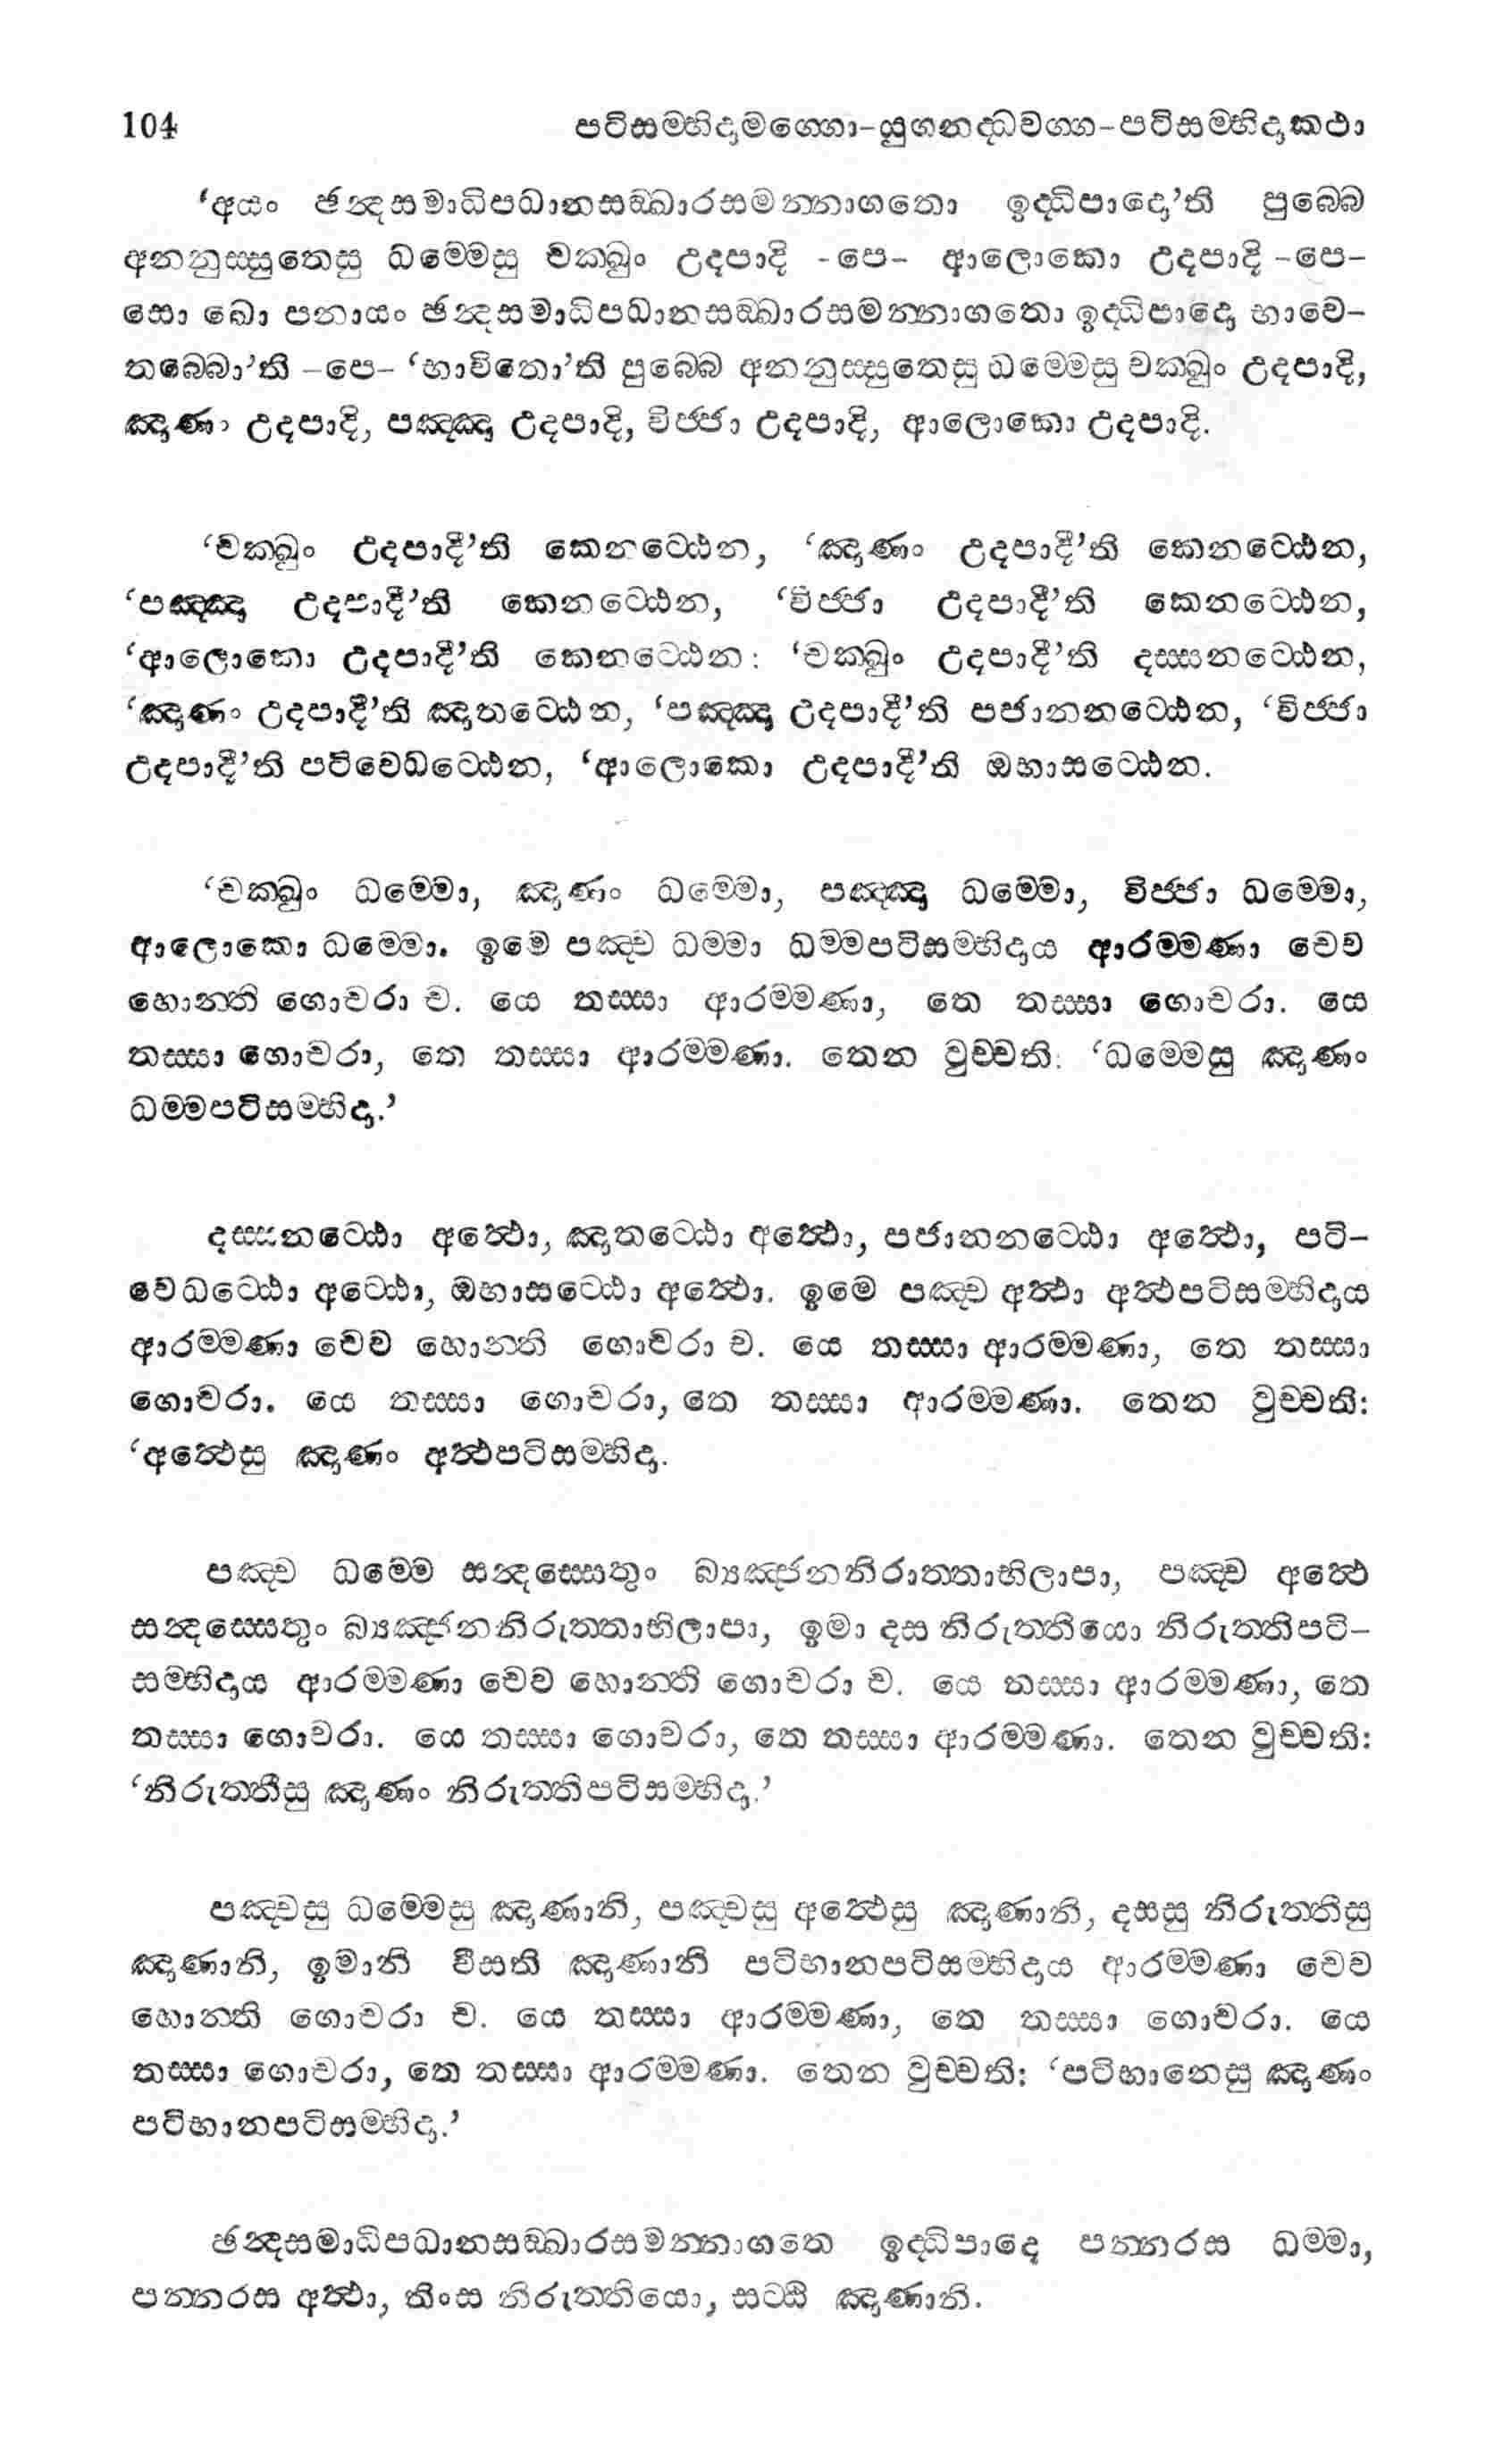 104 පටිසම්භිදාමග්ගො-යුගනද්ධවග්ග-පටිසම්භිදාකථා
‘අයං ඡන්දසමාධිපධානසඞ්ඛාරසමන්නාගතො ඉද්ධිපාදො’ති පුබ්බෙ
අනනුස්සුතෙසු ධම්මෙසු චක්ඛුං උදපාදි -පෙ- ආලොකො උදපාදි -පෙ-
සො ඛො පනායං ඡන්දසමාධිපධානසඞ්ඛාරසමන්නාගතො ඉද්ධිපාදො භාවෙ-
තබ්බො’ති -පෙ- ‘භාවිතො’ති පුබ්බෙ අනනුස්සුතෙසු ධම්මෙසු චක්ඛුං උදපාදි,
ඤාණං උදපාදි, පඤ්ඤා උදපාදි, විජ්ජා උදපාදි, ආලොකො උදපාදි.
‘චක්ඛුං උදපාදී’ති කෙනට්ඨෙන, ‘ඤාණං උදපාදී’ති කෙනට්ඨෙන,
‘පඤ්ඤා උදපාදී’ති කෙනට්ඨෙන, ‘විජ්ජා උදපාදී’ති කෙනට්ඨෙන,
‘ආලොකො උදපාදී’ති කෙනට්ඨෙන: ‘චක්ඛුං උදපාදී’ති දස්සනට්ඨෙන,
‘ඤාණං උදපාදී’ති ඤාතට්ඨෙන, ‘පඤ්ඤා උදපාදී’ති පජානනට්ඨෙන, ‘විජ්ජා
උදපාදී’ති පටිවෙධට්ඨෙන, ‘ආලොකො උදපාදී’ති ඔභාසට්ඨෙන.
‘චක්ඛුං ධම්මො, ඤාණං ධම්මො, පඤ්ඤා ධම්මො, විජ්ජා ධම්මො,
ආලොකො ධම්මො. ඉමෙ පඤ්ච ධම්මා ධම්මපටිසම්භිදාය ආරම්මණා චෙව
හොන්ති ගොචරා ච. යෙ තස්සා ආරම්මණා, තෙ තස්සා ගොචරා. යෙ
තස්සා ගොචරා, තෙ තස්සා ආරම්මණා. තෙන වුච්චති: ‘ධම්මෙසු ඤාණං
ධම්මපටිසම්භිදා.’
දස්සනට්ඨො අත්ථො, ඤාතට්ඨො අත්ථො, පජානනට්ඨො අත්ථො, පටි-
වෙධට්ඨො අට්ඨො, ඔභාසට්ඨො අත්ථො. ඉමෙ පඤ්ච අත්ථා අත්ථපටිසම්භිදාය
ආරම්මණා චෙව හොන්ති ගොචරා ච. යෙ තස්සා ආරම්මණා, තෙ තස්සා
ගොචරා. යෙ තස්සා ගොචරා, තෙ තස්සා ආරම්මණා. තෙන වුච්චති:
‘අත්ථෙසු ඤාණං අත්ථපටිසම්භිදා.
පඤ්ච ධම්මෙ සන්දස්සෙතුං බ්‍යඤ්ජනනිරාත්තාභිලාපා, පඤ්ච අත්ථෙ
සන්දස්සෙතුං බ්‍යඤ්ජනනිරුත්තාභිලාපා, ඉමා දස නිරුත්තියො නිරුත්තිපටි-
සම්භිදාය ආරම්මණා චෙව හොන්ති ගොචරා ච. යෙ තස්සා ආරම්මණා, තෙ
තස්සා ගොචරා. යෙ තස්සා ගොචරා, තෙ තස්සා ආරම්මණා. තෙන වුච්චති:
‘නිරුත්තීසු ඤාණං නිරුත්තිපටිසම්භිදා.’
පඤ්චසු ධම්මෙසු ඤාණානි, පඤ්චසු අත්ථෙසු ඤාණානි, දසසු නිරුත්තීසු
ඤාණානි, ඉමානි වීසති ඤාණානි පටිභානපටිසම්භිදාය ආරම්මණා චෙව
හොන්ති ගොචරා ච. යෙ තස්සා ආරම්මණා, තෙ තස්සා ගොචරා. යෙ
තස්සා ගොචරා, තෙ තස්සා ආරම්මණා. තෙන වුච්චති: ‘පටිභානෙසු ඤාණං
පටිභානපටිසම්භිදා.’
ඡන්දසමාධිපධානසඞ්ඛාරසමන්නාගතෙ ඉද්ධිපාදෙ පන්නරස ධම්මා,
පන්නරස අත්ථා, තිංස නිරුත්තියො, සට්ඨි ඤාණානි.